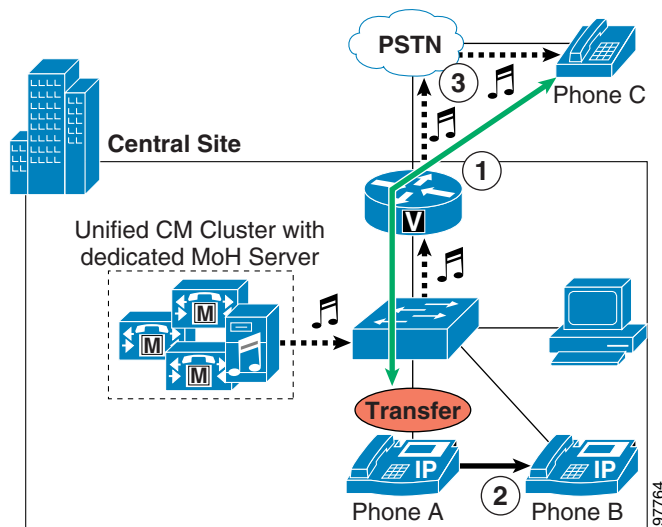 PSTN
3
Phone C
Central Site
1
V
Unified CM Cluster with
dedicated MoH Server
M
M
M
Transfer
IP
IP
2
Phone A
Phone B